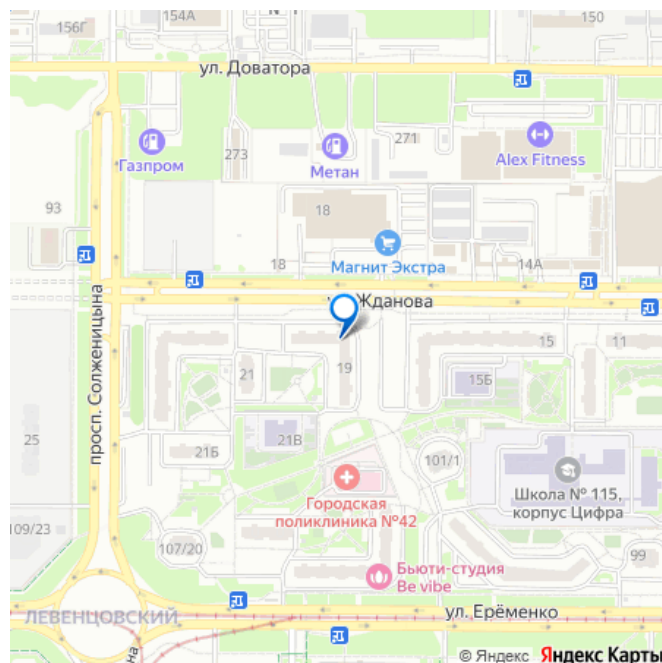 156Г
154А
150
ул. Доватора
Газпром
273
Метан
271
Alex Fitness
93
18
Магнит Экстра
18
14А
Жданова
просп. Солженицына
21
19
15
11
15Б
25
21Б
21В
101/1
Школа № 115,
корпус Цифра
Городская
поликлиника №42
109/23
107/20
99
Бьюти-студия
Be vibe
ул. Ерёменко
ЛЕВЕНЦОВСКИЙ
© Яндекс Яндекс Карты